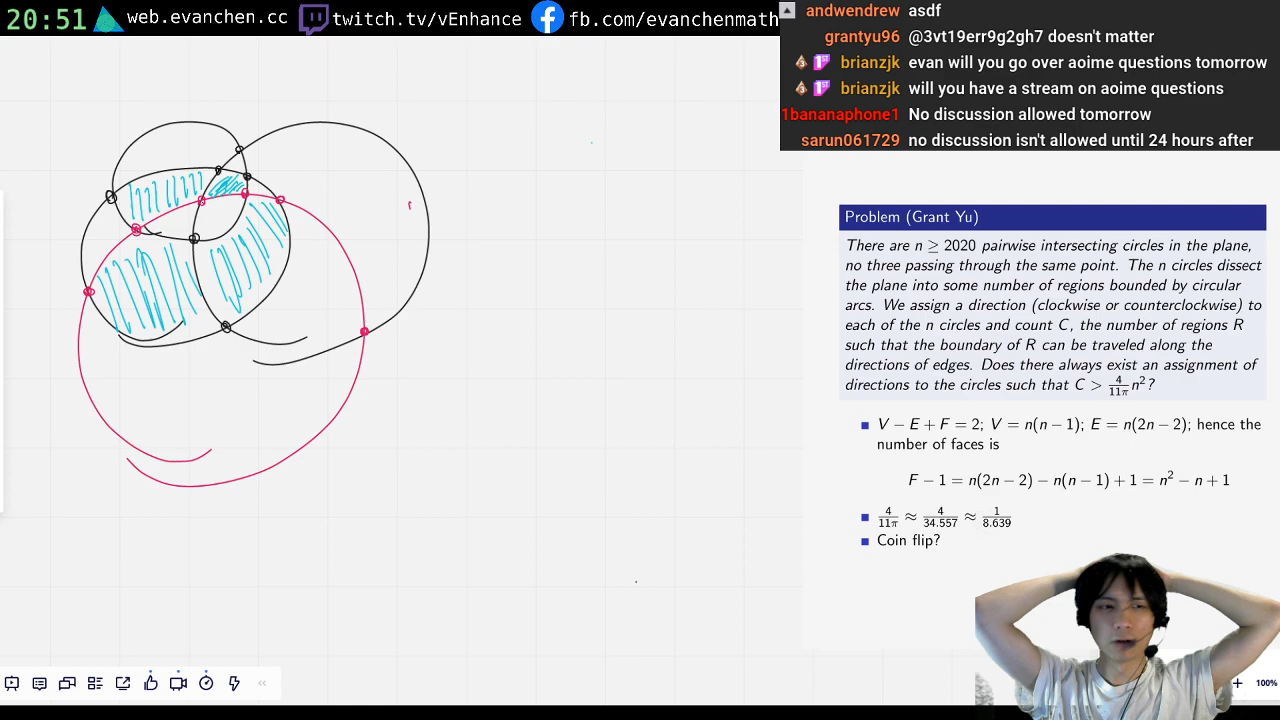 20:51 web.evanchen.cc twitch.tv/vEnhance fb.com/evanchenmath
andwendrew asdf
grantyu96 @3vt19err9g2gh7 doesn't matter
brianzjk evan will you go over aoime questions tomorrow
brianzjk will you have a stream on aoime questions
1bananaphone1 No discussion allowed tomorrow
sarun061729 no discussion isn't allowed until 24 hours after
Problem (Grant Yu)
There are n ≥ 2020 pairwise intersecting circles in the plane,
no three passing through the same point. The n circles dissect
the plane into some number of regions bounded by circular
arcs. We assign a direction (clockwise or counterclockwise) to
each of the n circles and count C, the number of regions R
such that the boundary of R can be traveled along the
directions of edges. Does there always exist an assignment of
directions to the circles such that C > 4/11π n²?
V − E + F = 2; V = n(n − 1); E = n(2n − 2); hence the
number of faces is
F − 1 = n(2n − 2) − n(n − 1) + 1 = n² − n + 1
4/11π ≈ 4/34.557 ≈ 1/8.639
Coin flip?
100%